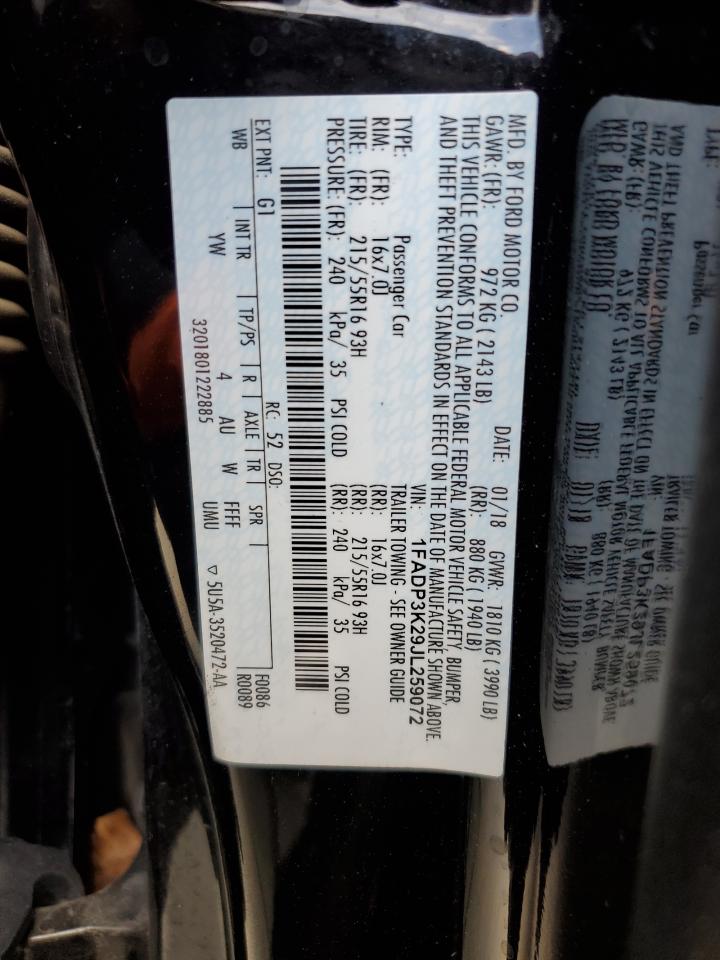 MFD. BY FORD MOTOR CO.
DATE: 01/18 GVWR: 1810 KG ( 3990 LB)
GAWR: (FR): 972 KG ( 2143 LB) (RR): 880 KG ( 1940 LB)
THIS VEHICLE CONFORMS TO ALL APPLICABLE FEDERAL MOTOR VEHICLE SAFETY, BUMPER,
AND THEFT PREVENTION STANDARDS IN EFFECT ON THE DATE OF MANUFACTURE SHOWN ABOVE.
VIN: 1FADP3K29JL259072
TYPE: Passenger Car TRAILER TOWING - SEE OWNER GUIDE
RIM: (FR): 16x7.0J (RR): 16x7.0J
TIRE: (FR): 215/55R16 93H (RR): 215/55R16 93H
PRESSURE: (FR): 240 kPa/ 35 PSI COLD (RR): 240 kPa/ 35 PSI COLD
RC: 52 DSO:
EXT PNT: G1 F0086
R0089
WB INT TR TP/PS R AXLE TR SPR
YW 4 AU W FFFF
UMU
3201801222885 ▽ 5U5A-3520472-AA